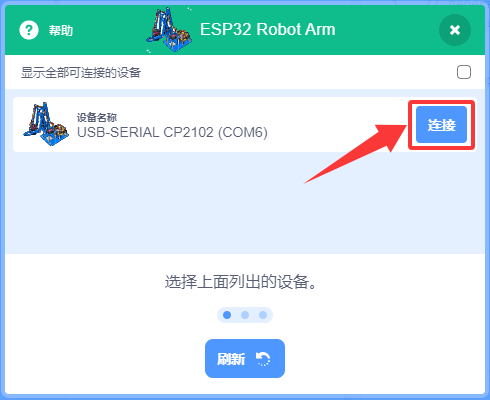 帮助
ESP32 Robot Arm
显示全部可连接的设备
设备名称
USB-SERIAL CP2102 (COM6)
连接
选择上面列出的设备。
刷新